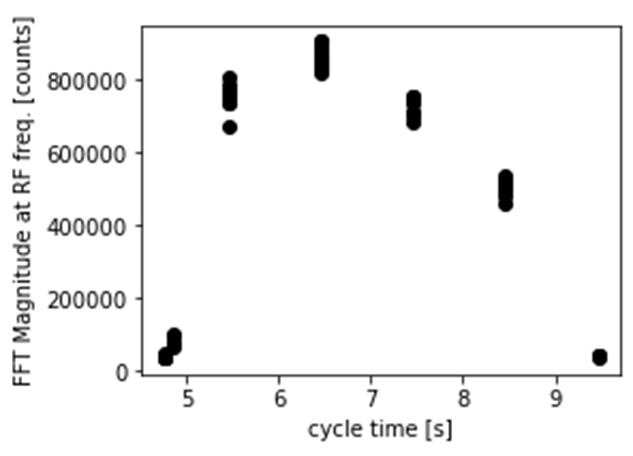 FFT Magnitude at RF freq. [counts]
800000
600000
400000
200000
0
5 6 7 8 9
cycle time [s]